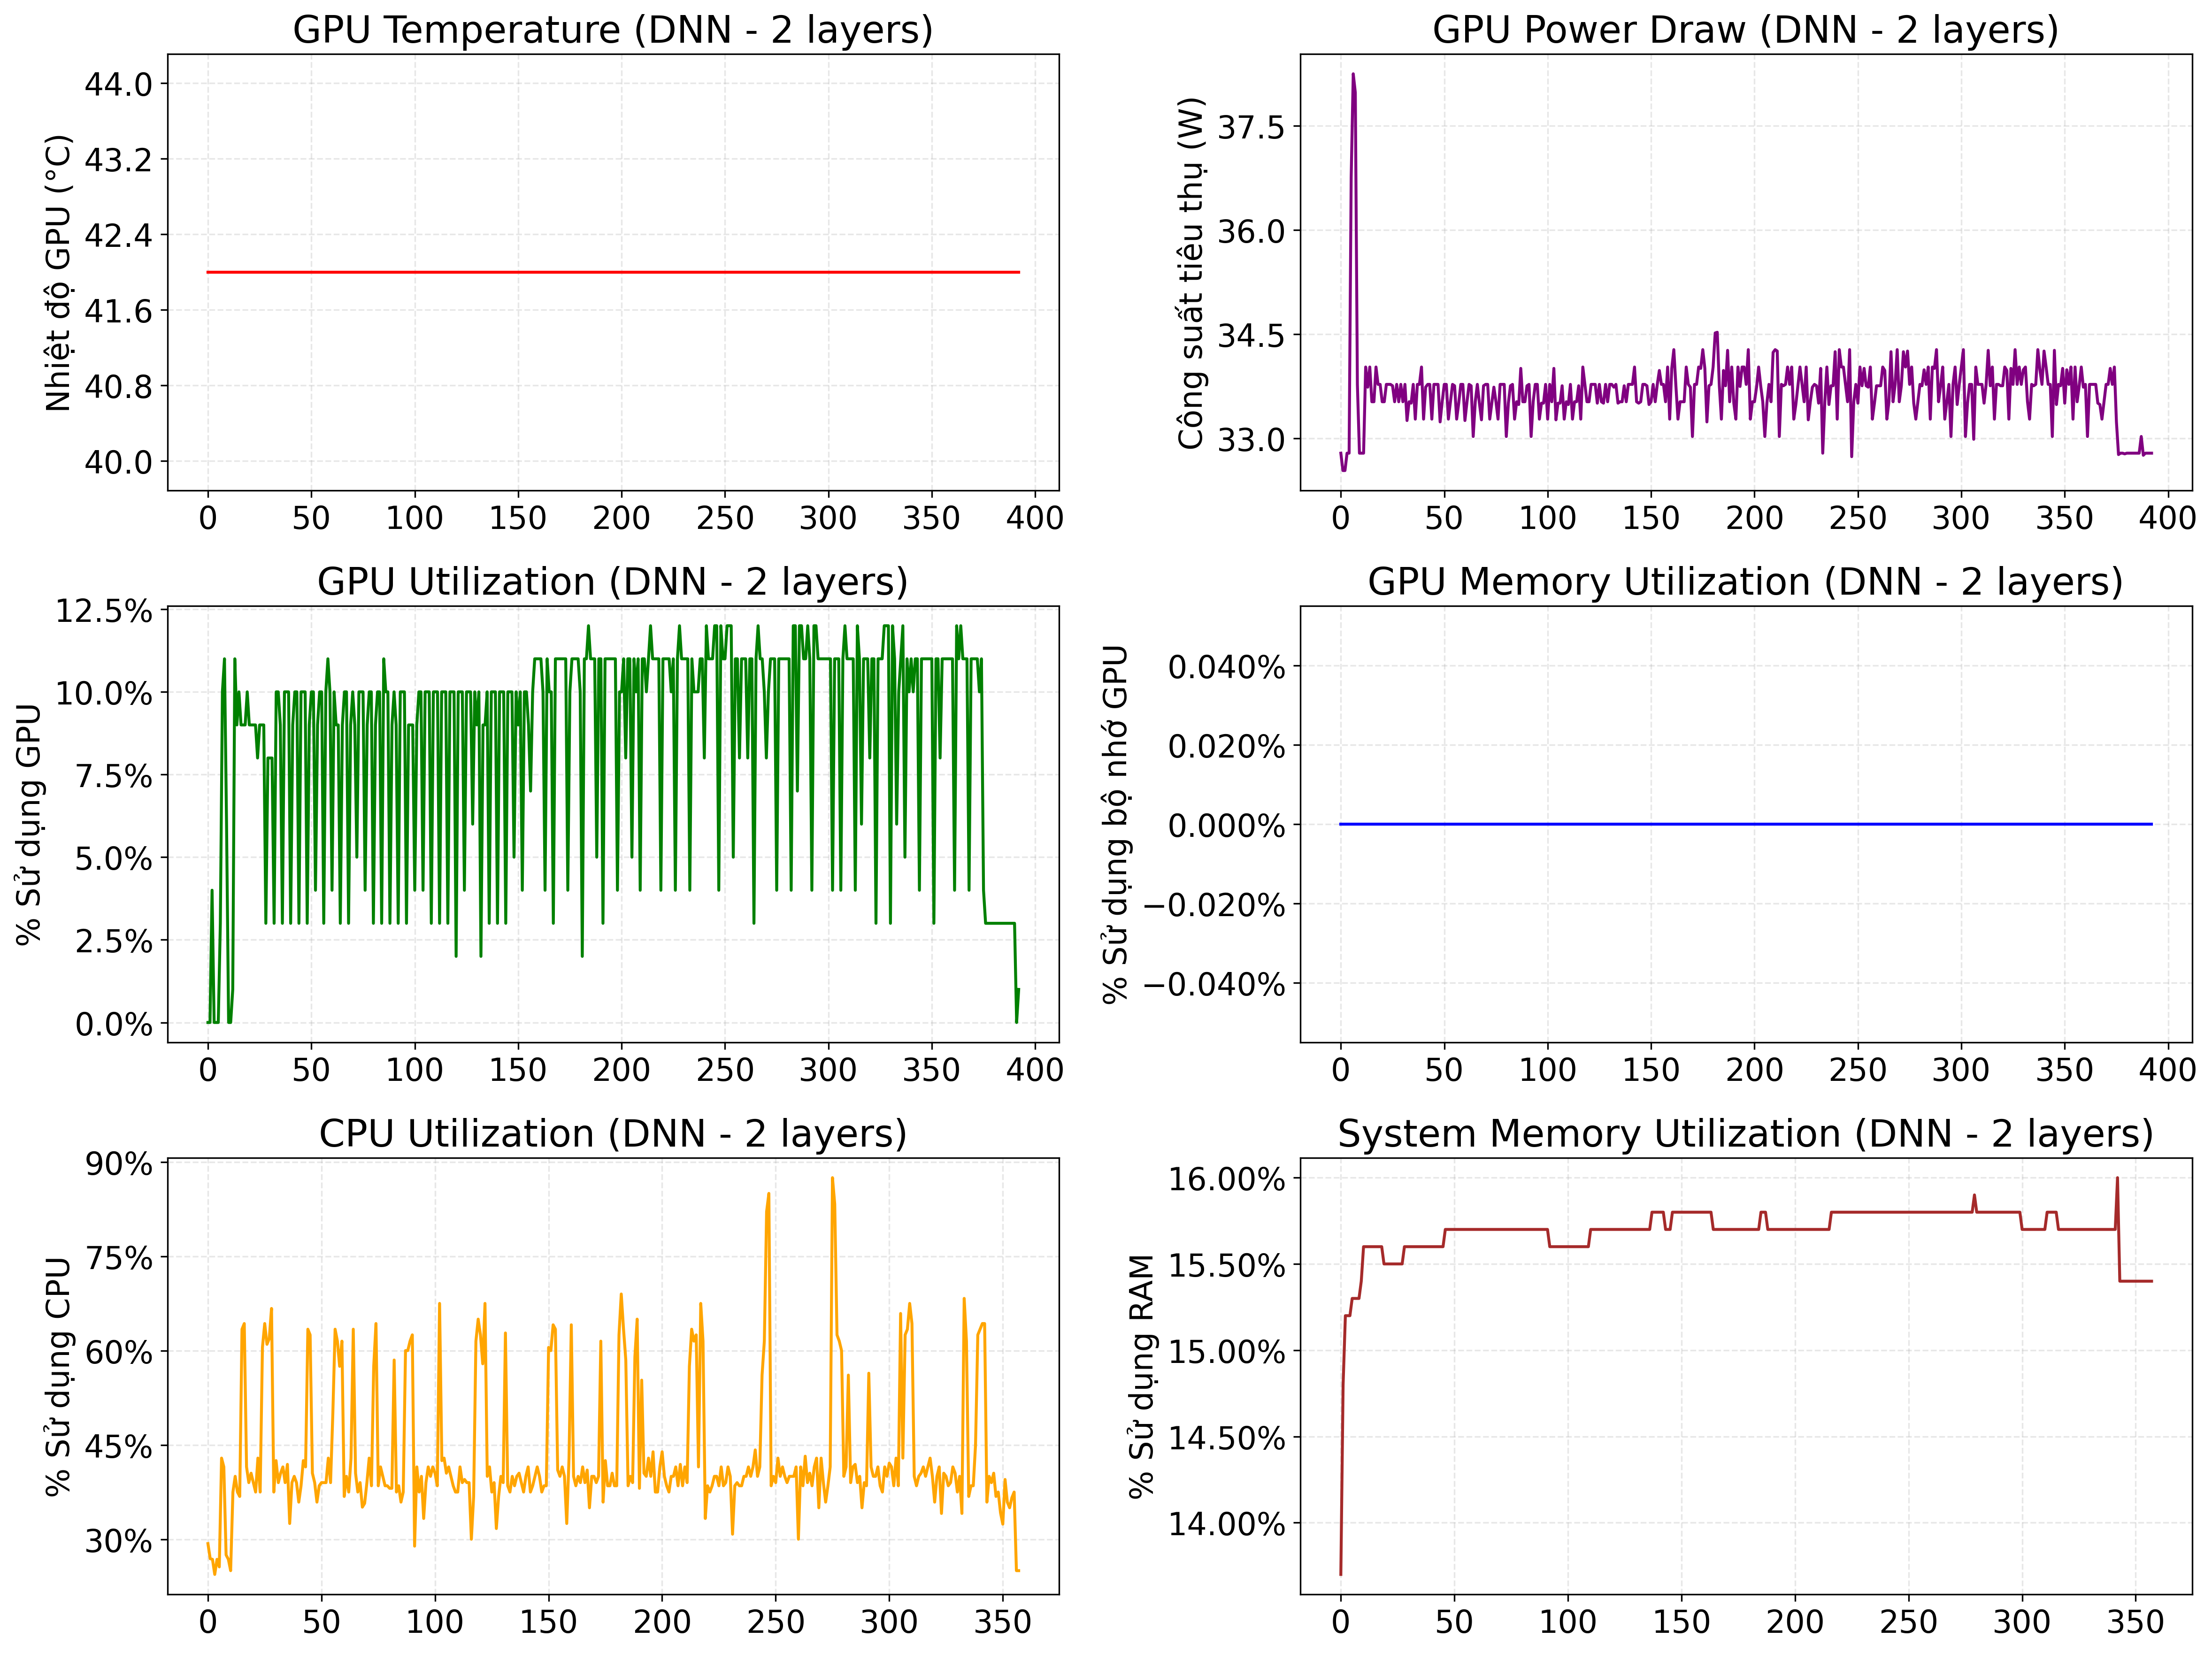 GPU Temperature (DNN - 2 layers)
Nhiệt độ GPU (°C)
44.0
43.2
42.4
41.6
40.8
40.0
0 50 100 150 200 250 300 350 400
GPU Power Draw (DNN - 2 layers)
Công suất tiêu thụ (W)
37.5
36.0
34.5
33.0
0 50 100 150 200 250 300 350 400
GPU Utilization (DNN - 2 layers)
% Sử dụng GPU
12.5%
10.0%
7.5%
5.0%
2.5%
0.0%
0 50 100 150 200 250 300 350 400
GPU Memory Utilization (DNN - 2 layers)
% Sử dụng bộ nhớ GPU
0.040%
0.020%
0.000%
−0.020%
−0.040%
0 50 100 150 200 250 300 350 400
CPU Utilization (DNN - 2 layers)
% Sử dụng CPU
90%
75%
60%
45%
30%
0 50 100 150 200 250 300 350
System Memory Utilization (DNN - 2 layers)
% Sử dụng RAM
16.00%
15.50%
15.00%
14.50%
14.00%
0 50 100 150 200 250 300 350